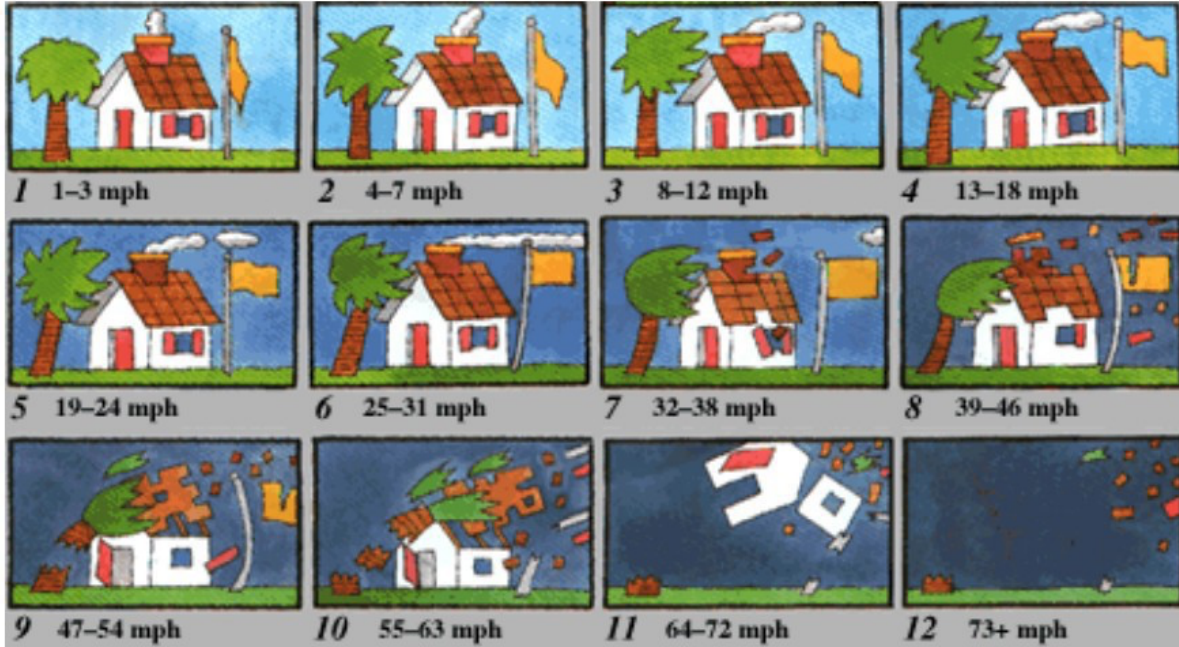 1 1–3 mph
2 4–7 mph
3 8–12 mph
4 13–18 mph
5 19–24 mph
6 25–31 mph
7 32–38 mph
8 39–46 mph
9 47–54 mph
10 55–63 mph
11 64–72 mph
12 73+ mph